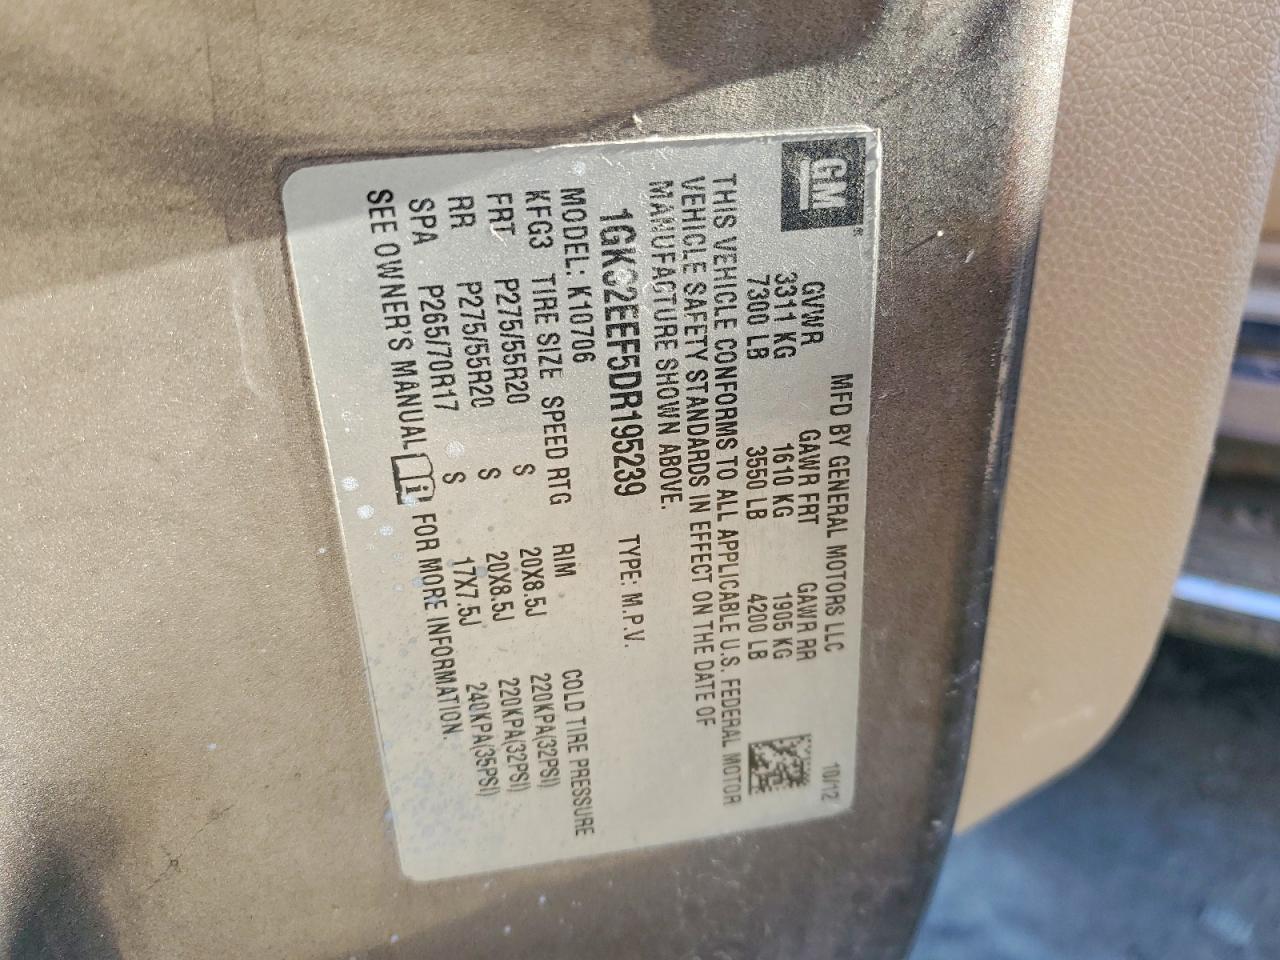 GM®
MFD BY GENERAL MOTORS LLC 10/12
GVWR GAWR FRT GAWR RR
3311 KG 1610 KG 1905 KG
7300 LB 3550 LB 4200 LB
THIS VEHICLE CONFORMS TO ALL APPLICABLE U.S. FEDERAL MOTOR
VEHICLE SAFETY STANDARDS IN EFFECT ON THE DATE OF
MANUFACTURE SHOWN ABOVE.
1GKS2EEF5DR195239 TYPE: M.P.V.
MODEL: K10706
KFG3 TIRE SIZE SPEED RTG RIM COLD TIRE PRESSURE
FRT P275/55R20 S 20X8.5J 220KPA(32PSI)
RR P275/55R20 S 20X8.5J 220KPA(32PSI)
SPA P265/70R17 S 17X7.5J 240KPA(35PSI)
SEE OWNER'S MANUAL i FOR MORE INFORMATION.